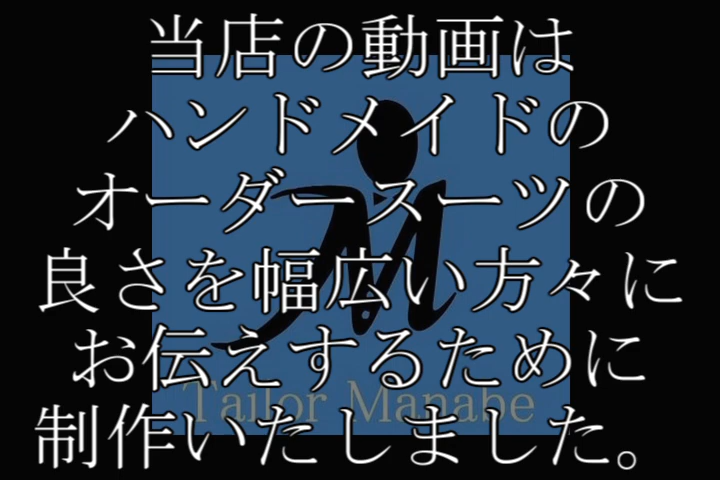 当店の動画は
ハンドメイドの
オーダースーツの
良さを幅広い方々に
お伝えするために
制作いたしました。
Tailor Manabe